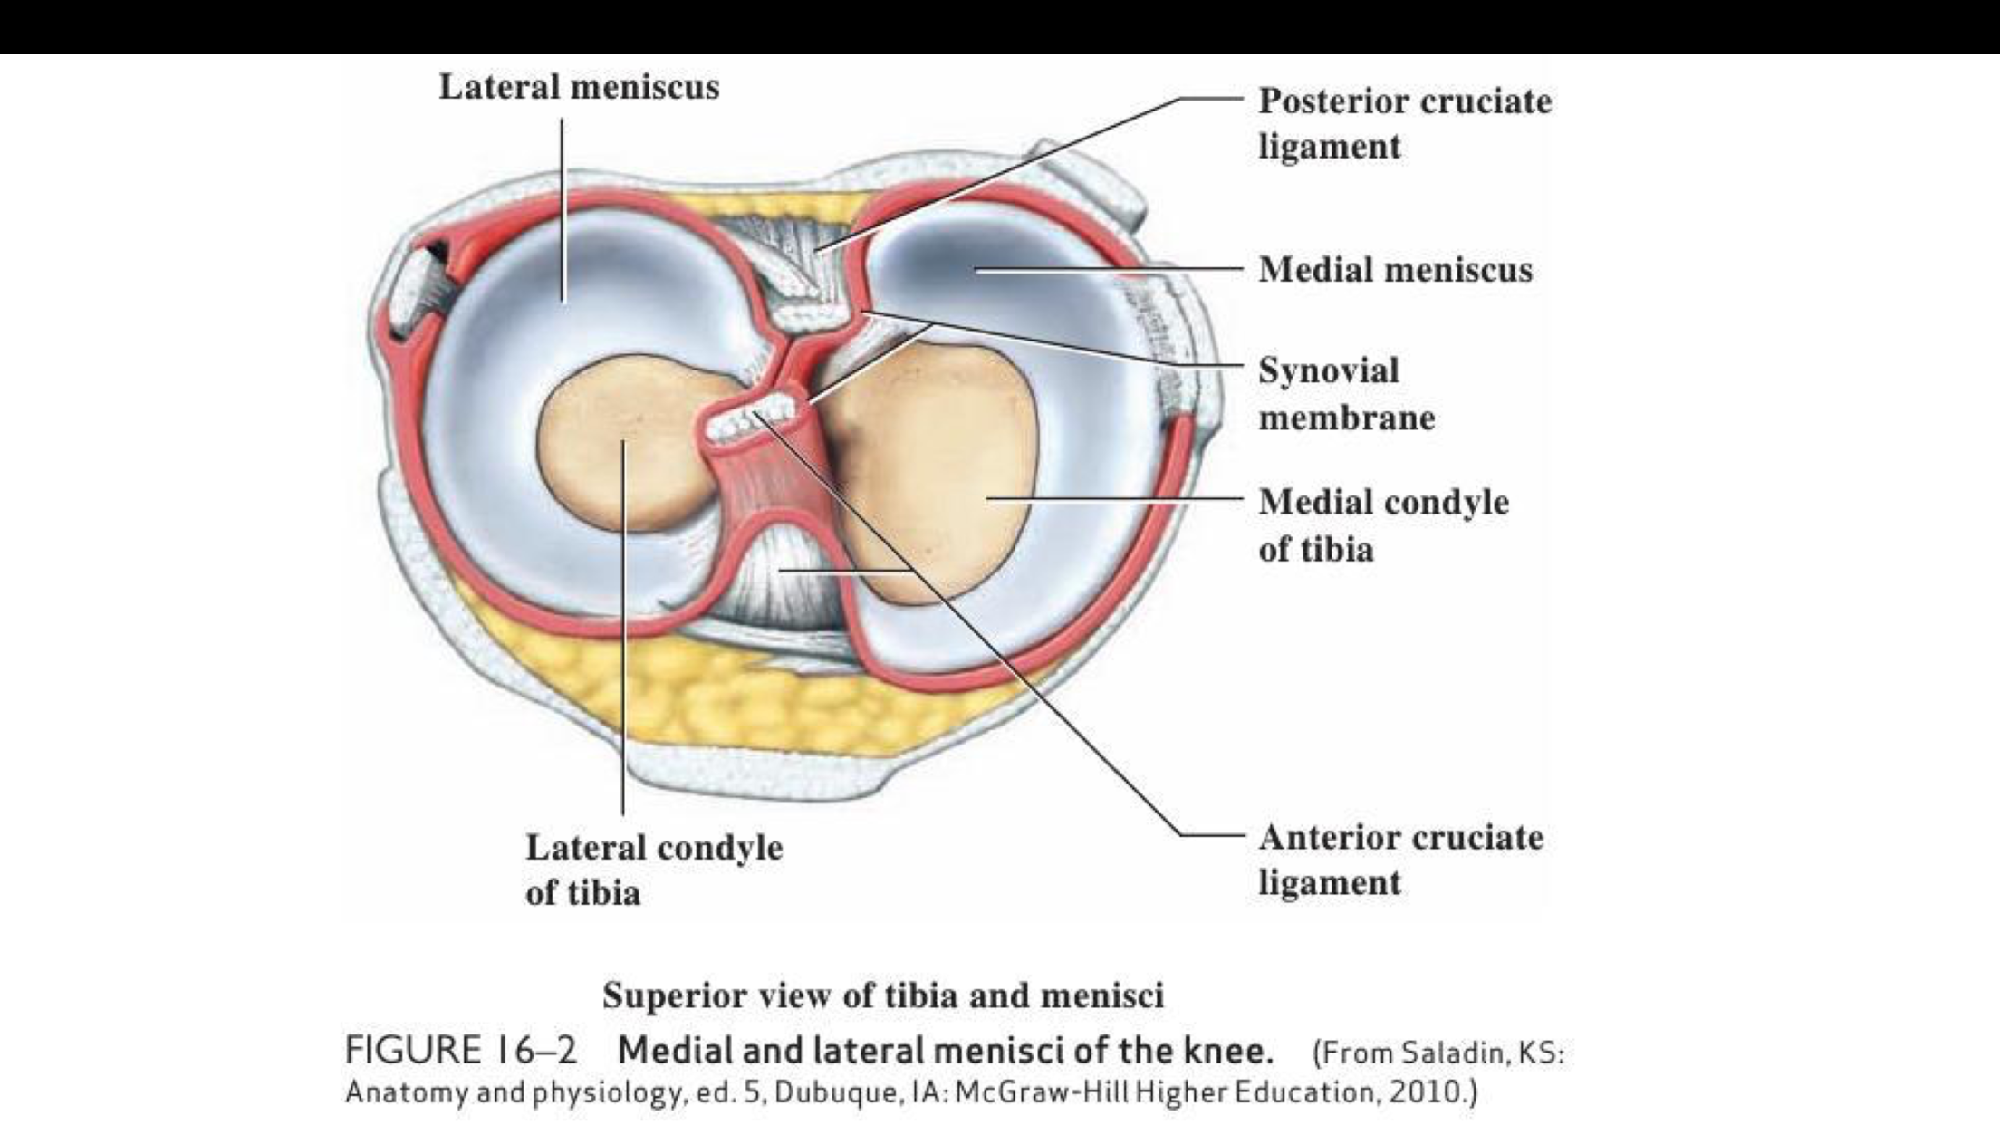 Lateral meniscus
Posterior cruciate
ligament
Medial meniscus
Synovial
membrane
Medial condyle
of tibia
Anterior cruciate
ligament
Lateral condyle
of tibia
Superior view of tibia and menisci
FIGURE 16–2 Medial and lateral menisci of the knee. (From Saladin, KS:
Anatomy and physiology, ed. 5, Dubuque, IA: McGraw-Hill Higher Education, 2010.)